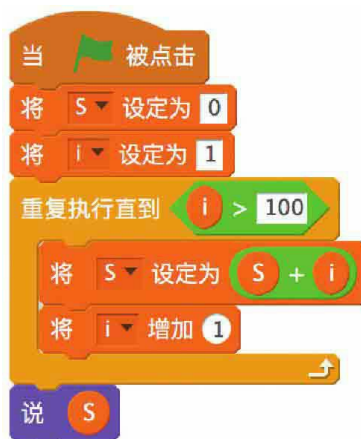 当 被点击
将 S 设定为 0
将 i 设定为 1
重复执行直到 i > 100
将 S 设定为 S + i
将 i 增加 1
说 S